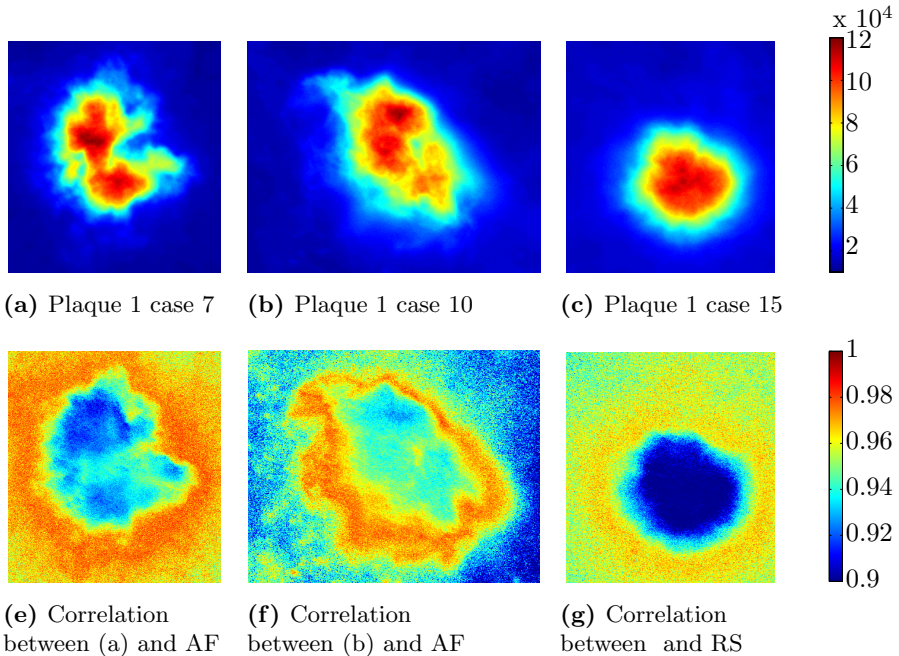 x 10⁴
12
10
8
6
4
2
(a) Plaque 1 case 7
(b) Plaque 1 case 10
(c) Plaque 1 case 15
1
0.98
0.96
0.94
0.92
0.9
(e) Correlation
between (a) and AF
(f) Correlation
between (b) and AF
(g) Correlation
between and RS